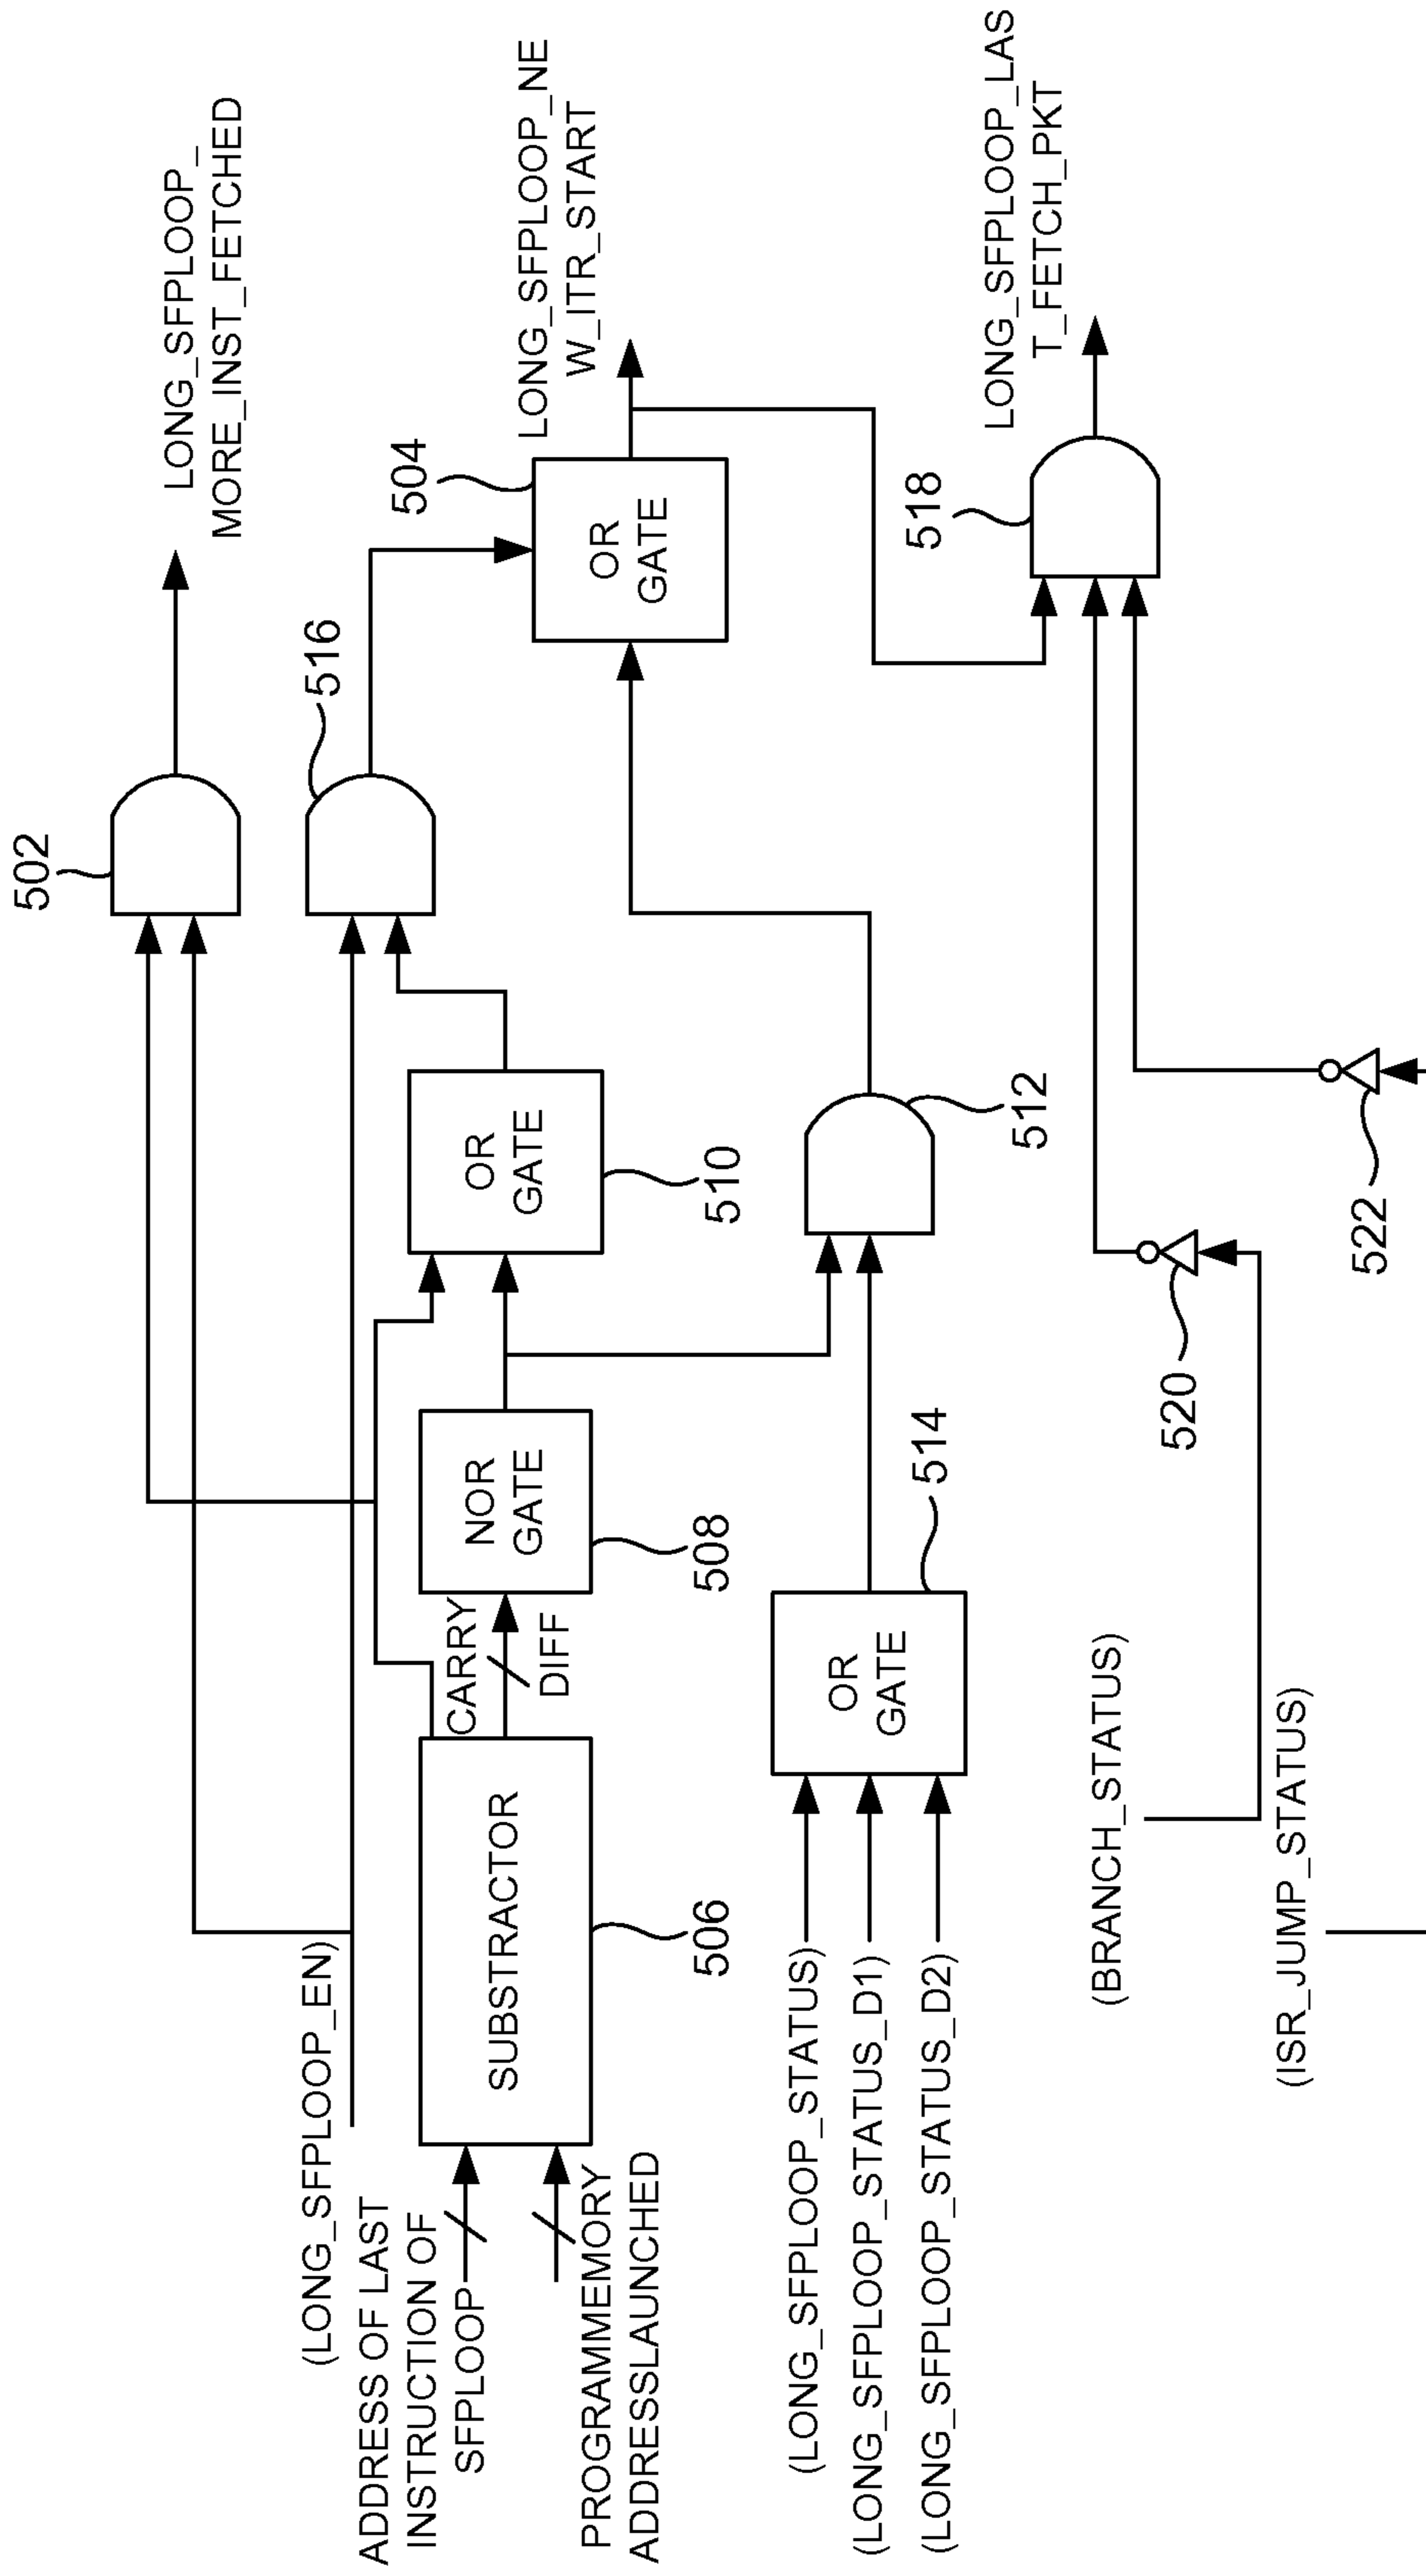 502
LONG_SFPLOOP_
MORE_INST_FETCHED
516
504
LONG_SFPLOOP_NE
W_ITR_START
OR
GATE
(LONG_SFPLOOP_EN)
ADDRESS OF LAST
INSTRUCTION OF
SFPLOOP
PROGRAMMEMORY
ADDRESSLAUNCHED
SUBSTRACTOR
506
CARRY
DIFF
NOR
GATE
508
OR
GATE
510
(LONG_SFPLOOP_STATUS)
(LONG_SFPLOOP_STATUS_D1)
(LONG_SFPLOOP_STATUS_D2)
OR
GATE
514
512
518
LONG_SFPLOOP_LAS
T_FETCH_PKT
(BRANCH_STATUS)
520
(ISR_JUMP_STATUS)
522